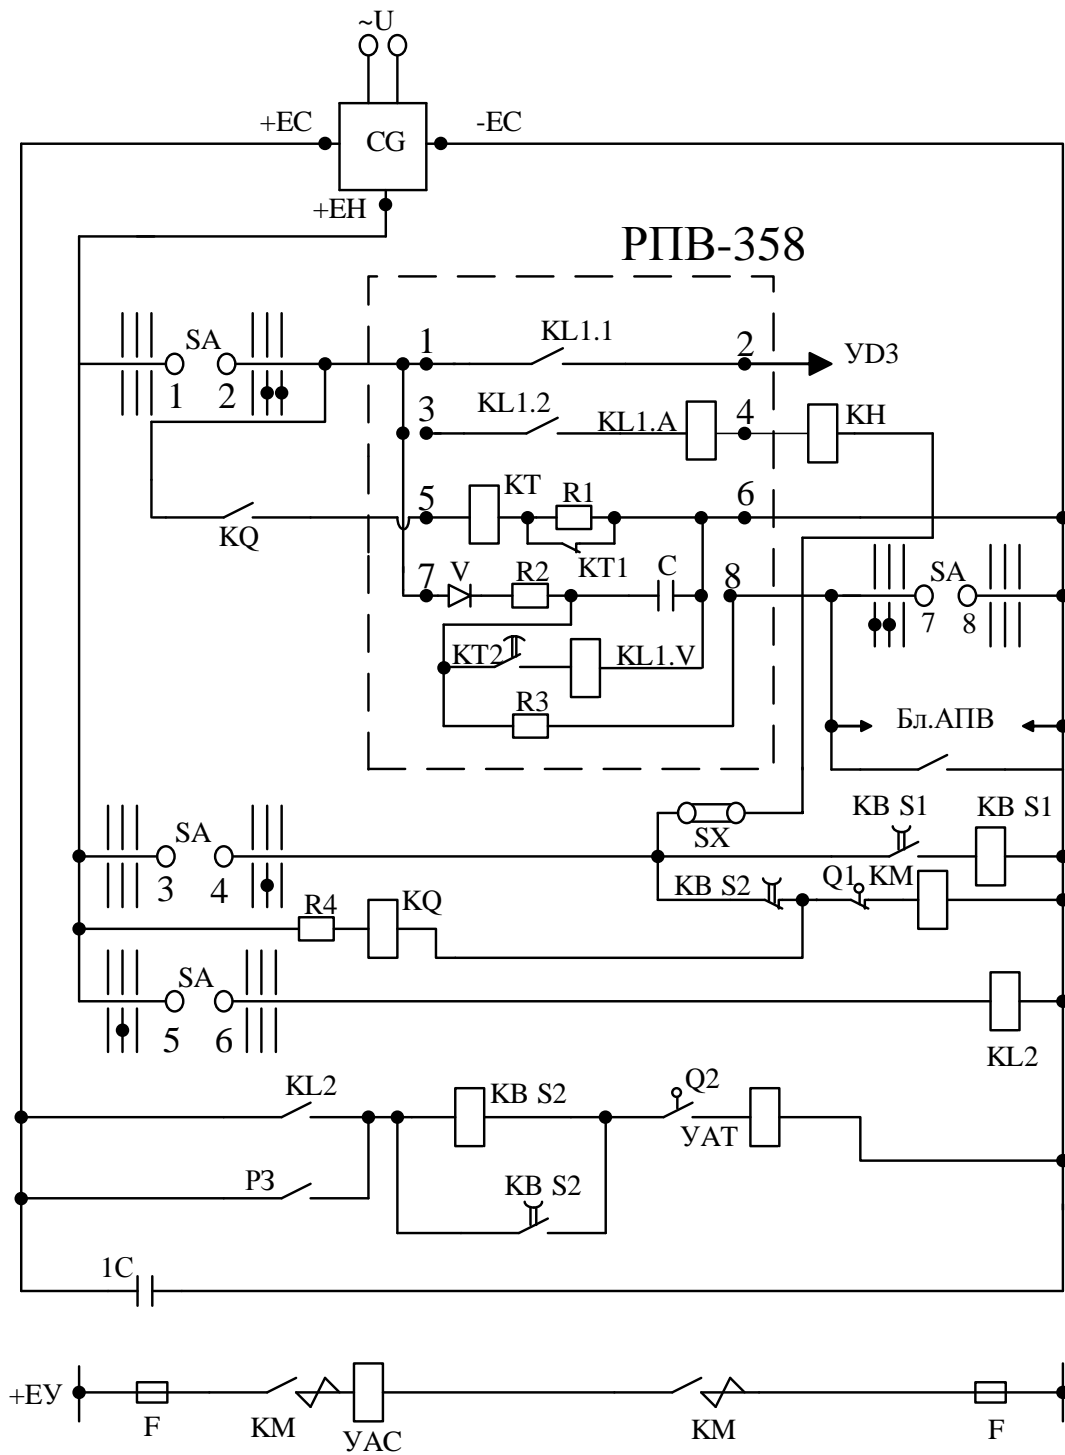 ~U
+EC
-EC
CG
+EH
РПВ-358
SA
1
2
1
KL1.1
2
УD3
3
KL1.2
KL1.A
4
KH
KQ
5
KT
R1
6
KT1
7
V
R2
C
8
SA
7
8
KT2
KL1.V
R3
Бл.АПВ
SA
3
4
SX
KB S1
KB S1
KB S2
Q1
KM
R4
KQ
SA
5
6
KL2
KL2
KB S2
Q2
УАТ
РЗ
KB S2
1C
+ЕУ
F
KM
УАС
KM
F